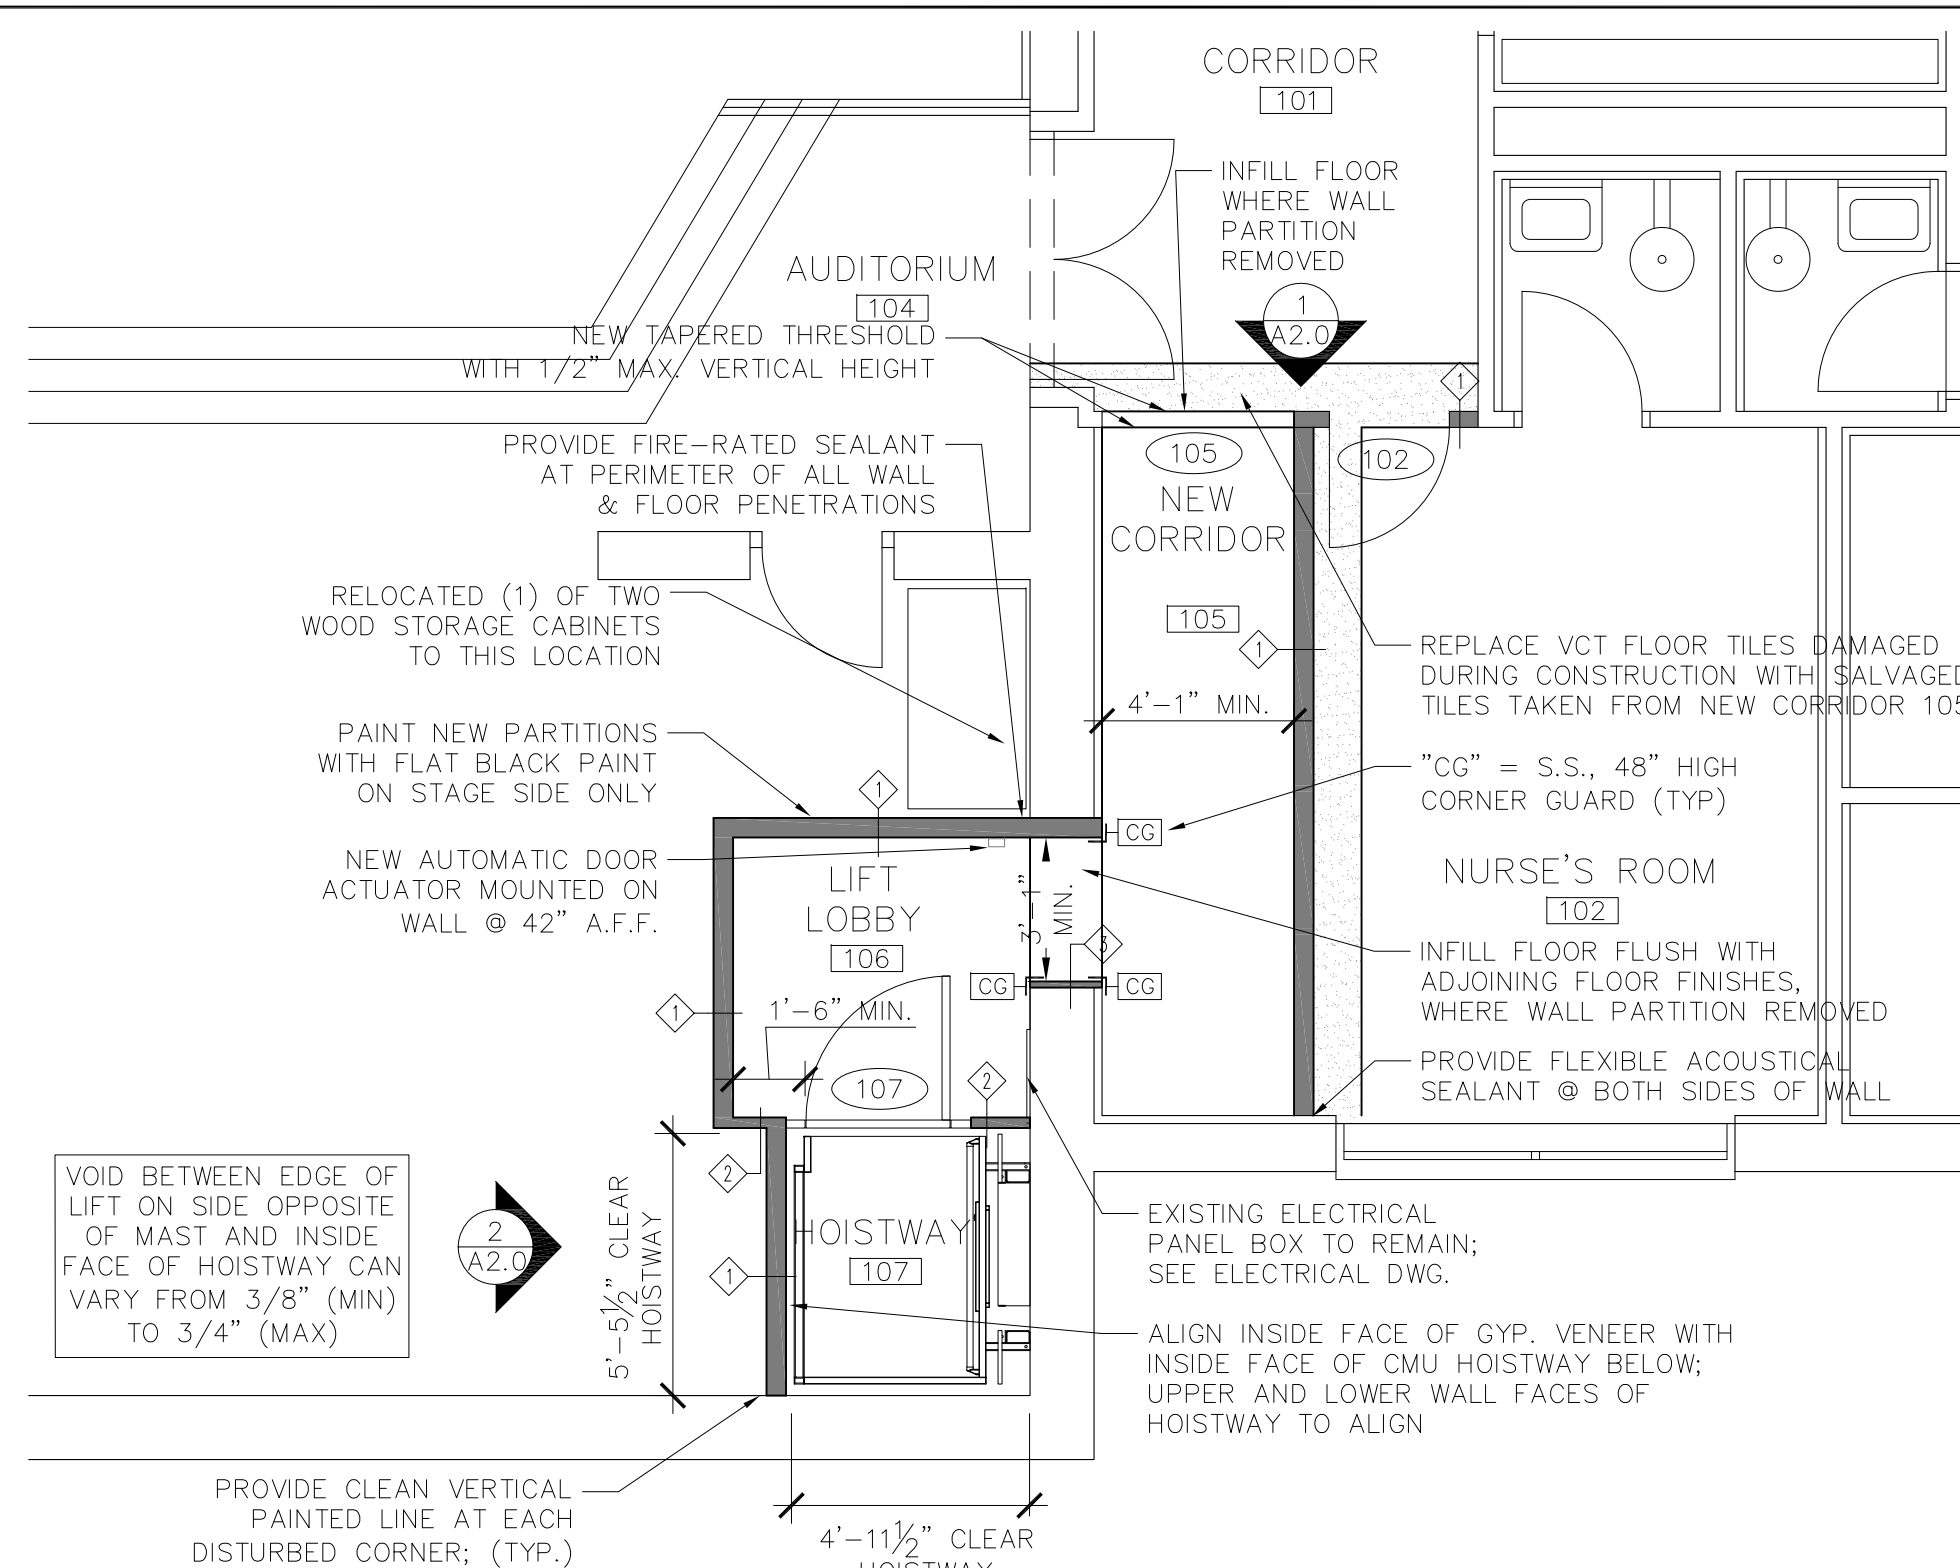 CORRIDOR
101
INFILL FLOOR
WHERE WALL
PARTITION
REMOVED
1
A2.0
AUDITORIUM
104
NEW TAPERED THRESHOLD
WITH 1/2” MAX. VERTICAL HEIGHT
1
PROVIDE FIRE–RATED SEALANT
AT PERIMETER OF ALL WALL
& FLOOR PENETRATIONS
105
NEW
CORRIDOR
105
102
RELOCATED (1) OF TWO
WOOD STORAGE CABINETS
TO THIS LOCATION
1
REPLACE VCT FLOOR TILES DAMAGED
DURING CONSTRUCTION WITH SALVAGED
TILES TAKEN FROM NEW CORRIDOR 105
4’–1” MIN.
PAINT NEW PARTITIONS
WITH FLAT BLACK PAINT
ON STAGE SIDE ONLY
1
”CG” = S.S., 48” HIGH
CORNER GUARD (TYP)
CG
NEW AUTOMATIC DOOR
ACTUATOR MOUNTED ON
WALL @ 42” A.F.F.
LIFT
LOBBY
106
3’–1”
MIN.
3
NURSE’S ROOM
102
CG
CG
INFILL FLOOR FLUSH WITH
ADJOINING FLOOR FINISHES,
WHERE WALL PARTITION REMOVED
1
1’–6” MIN.
107
2
PROVIDE FLEXIBLE ACOUSTICAL
SEALANT @ BOTH SIDES OF WALL
VOID BETWEEN EDGE OF
LIFT ON SIDE OPPOSITE
OF MAST AND INSIDE
FACE OF HOISTWAY CAN
VARY FROM 3/8” (MIN)
TO 3/4” (MAX)
2
A2.0
5’–5½” CLEAR
HOISTWAY
2
1
HOISTWAY
107
EXISTING ELECTRICAL
PANEL BOX TO REMAIN;
SEE ELECTRICAL DWG.
ALIGN INSIDE FACE OF GYP. VENEER WITH
INSIDE FACE OF CMU HOISTWAY BELOW;
UPPER AND LOWER WALL FACES OF
HOISTWAY TO ALIGN
PROVIDE CLEAN VERTICAL
PAINTED LINE AT EACH
DISTURBED CORNER; (TYP.)
4’–11½” CLEAR
HOISTWAY